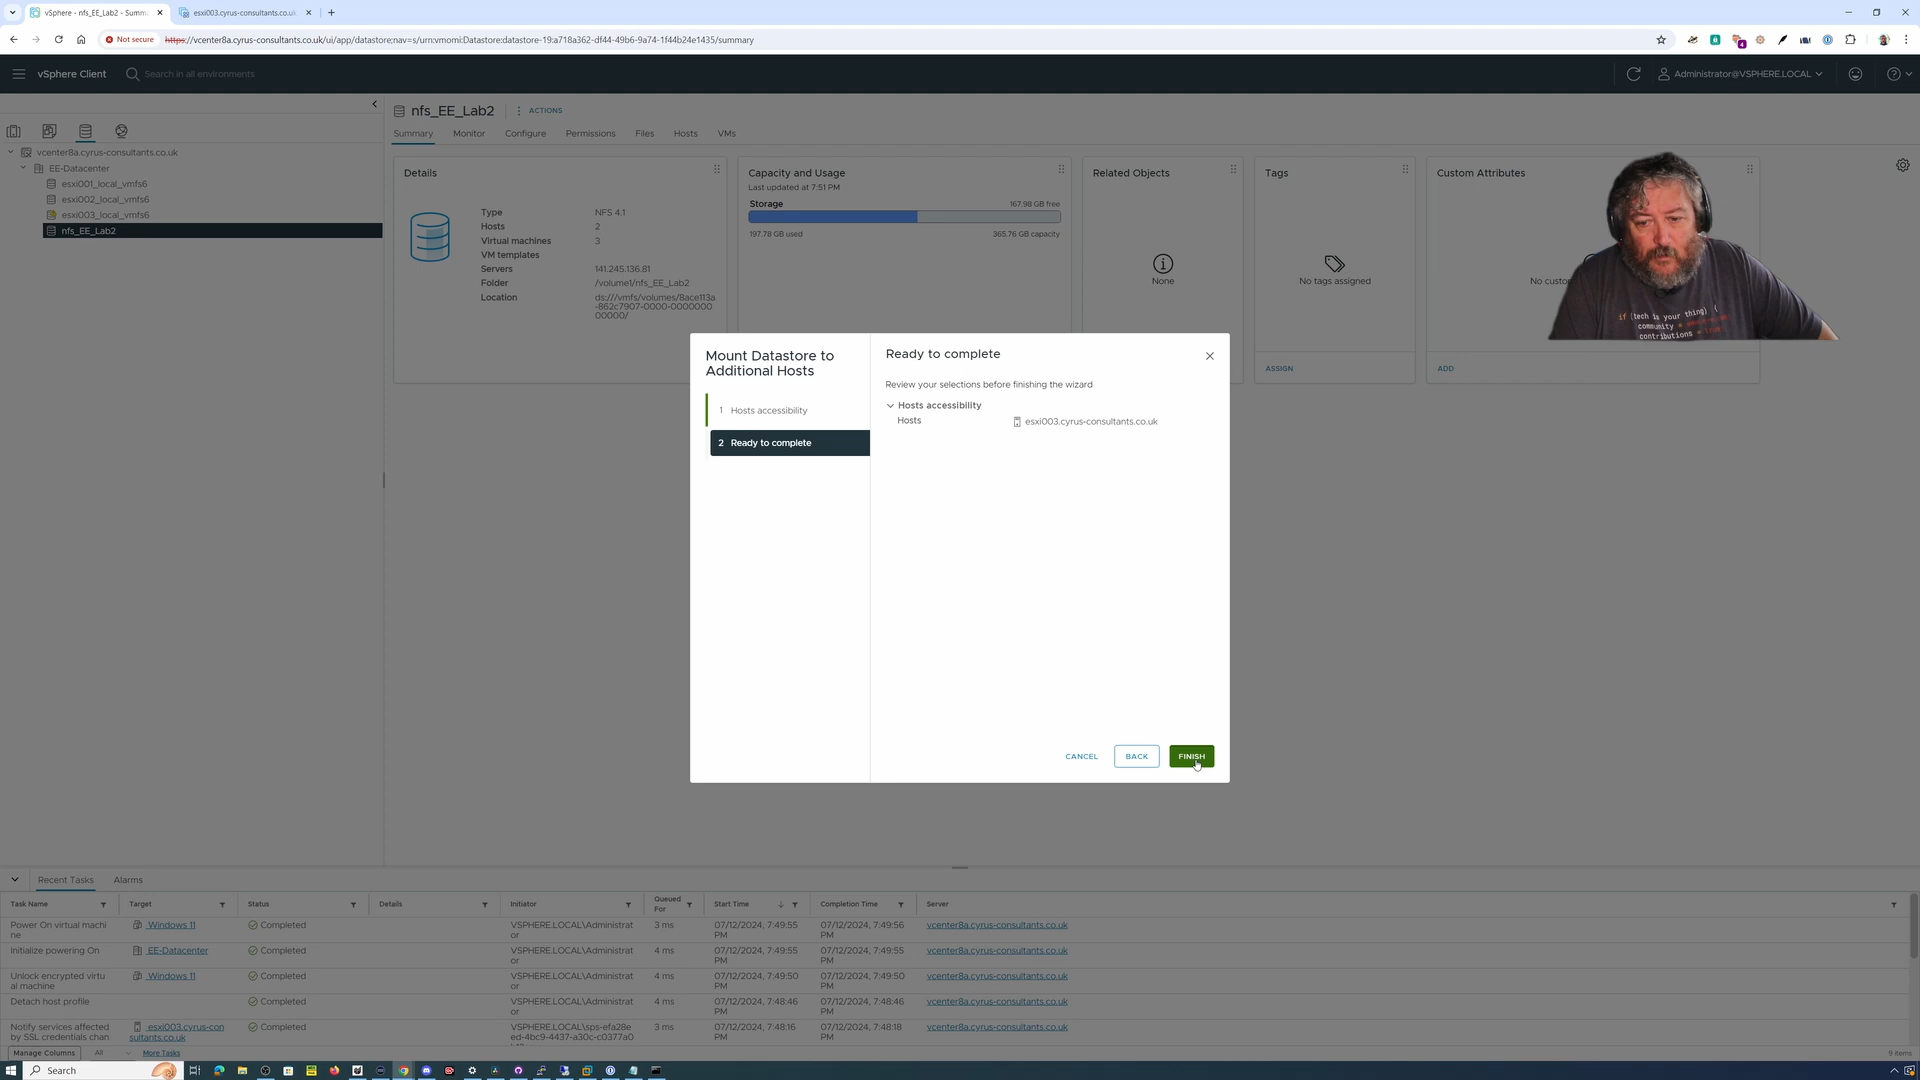 vSphere - nfs_EE_Lab2 - Summ
esxi003.cyrus-consultants.co.uk
Not secure
https://vcenter8a.cyrus-consultants.co.uk/ui/app/datastore;nav=s/urn:vmomi:Datastore:datastore-19:a718a362-df44-49b6-9a74-1f44b24e1435/summary
4
vSphere Client
Search in all environments
Administrator@VSPHERE.LOCAL
nfs_EE_Lab2
ACTIONS
Summary
Monitor
Configure
Permissions
Files
Hosts
VMs
vcenter8a.cyrus-consultants.co.uk
EE-Datacenter
esxi001_local_vmfs6
esxi002_local_vmfs6
esxi003_local_vmfs6
nfs_EE_Lab2
Details
Type NFS 4.1
Hosts 2
Virtual machines 3
VM templates
Servers 141.245.136.81
Folder /volume1/nfs_EE_Lab2
Location ds:///vmfs/volumes/8ace113a
-862c7907-0000-0000000
00000/
Capacity and Usage
Last updated at 7:51 PM
Storage 167.98 GB free
197.78 GB used 365.76 GB capacity
Related Objects
None
Tags
No tags assigned
ASSIGN
Custom Attributes
No custo
ADD
if (tech is your thing) {
community =
contributions = true
Mount Datastore to
Additional Hosts
1 Hosts accessibility
2 Ready to complete
Ready to complete
Review your selections before finishing the wizard
Hosts accessibility
Hosts esxi003.cyrus-consultants.co.uk
CANCEL
BACK
FINISH
Recent Tasks
Alarms
Task Name Target Status Details Initiator Queued For Start Time Completion Time Server
Power On virtual machi Windows 11 Completed VSPHERE.LOCAL\Administrat 3 ms 07/12/2024, 7:49:55 07/12/2024, 7:49:56 vcenter8a.cyrus-consultants.co.uk
ne or PM PM
Initialize powering On EE-Datacenter Completed VSPHERE.LOCAL\Administrat 4 ms 07/12/2024, 7:49:55 07/12/2024, 7:49:55 vcenter8a.cyrus-consultants.co.uk
or PM PM
Unlock encrypted virtu Windows 11 Completed VSPHERE.LOCAL\Administrat 4 ms 07/12/2024, 7:49:50 07/12/2024, 7:49:50 vcenter8a.cyrus-consultants.co.uk
al machine or PM PM
Detach host profile Completed VSPHERE.LOCAL\Administrat 4 ms 07/12/2024, 7:48:46 07/12/2024, 7:48:46 vcenter8a.cyrus-consultants.co.uk
or PM PM
Notify services affected esxi003.cyrus-con Completed VSPHERE.LOCAL\sps-efa28e 3 ms 07/12/2024, 7:48:16 07/12/2024, 7:48:18 vcenter8a.cyrus-consultants.co.uk
by SSL credentials chan sultants.co.uk ed-4bc9-4437-a30c-c0377a0 PM PM
Manage Columns All More Tasks 9 items
Search